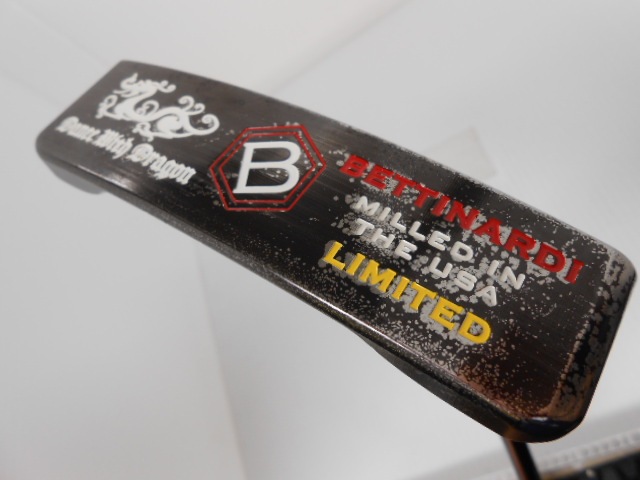 Dance With Dragon
B
BETTINARDI
MILLED IN
THE USA
LIMITED